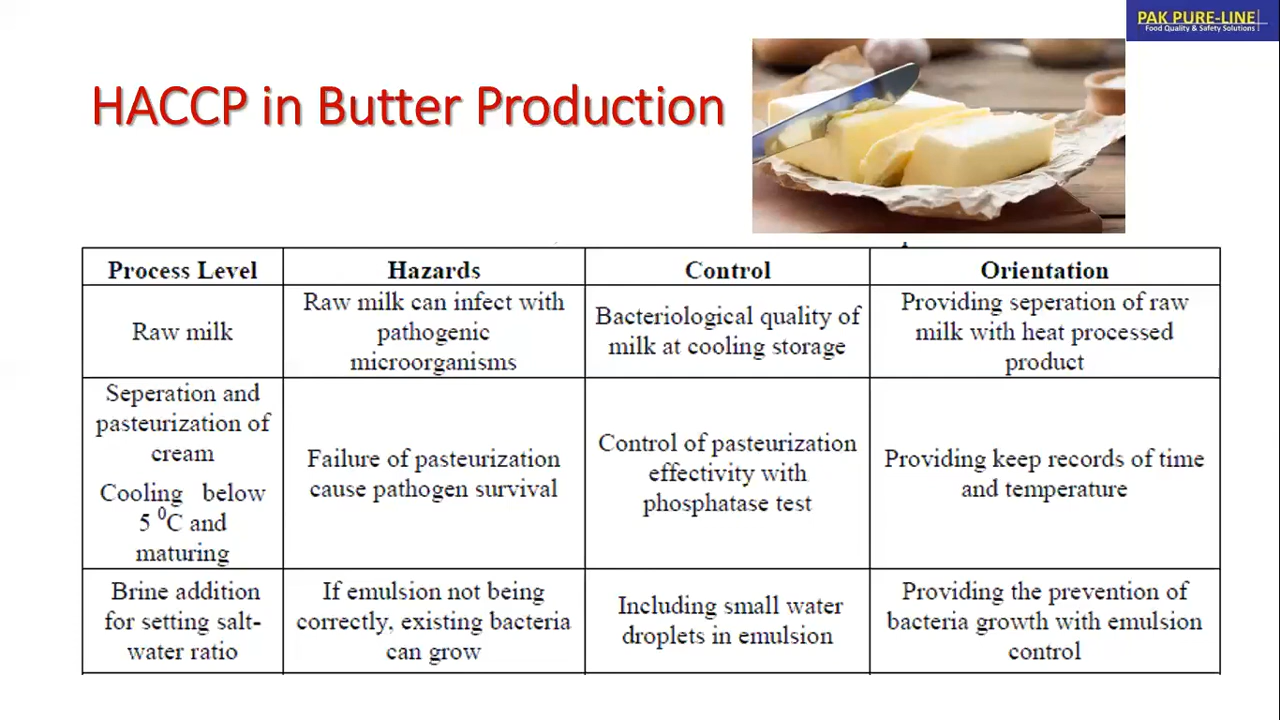 PAK PURE-LINE
Food Quality & Safety Solutions
HACCP in Butter Production
Process Level
Hazards
Control
Orientation
Raw milk
Raw milk can infect with
pathogenic
microorganisms
Bacteriological quality of
milk at cooling storage
Providing seperation of raw
milk with heat processed
product
Seperation and
pasteurization of
cream
Cooling below
5 ⁰C and
maturing
Failure of pasteurization
cause pathogen survival
Control of pasteurization
effectivity with
phosphatase test
Providing keep records of time
and temperature
Brine addition
for setting salt-
water ratio
If emulsion not being
correctly, existing bacteria
can grow
Including small water
droplets in emulsion
Providing the prevention of
bacteria growth with emulsion
control